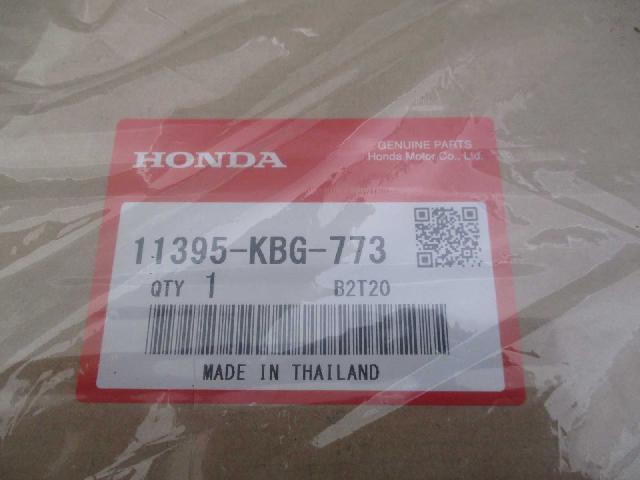 HONDA
GENUINE PARTS
Honda Motor Co., Ltd.
11395-KBG-773
QTY 1 B2T20
MADE IN THAILAND